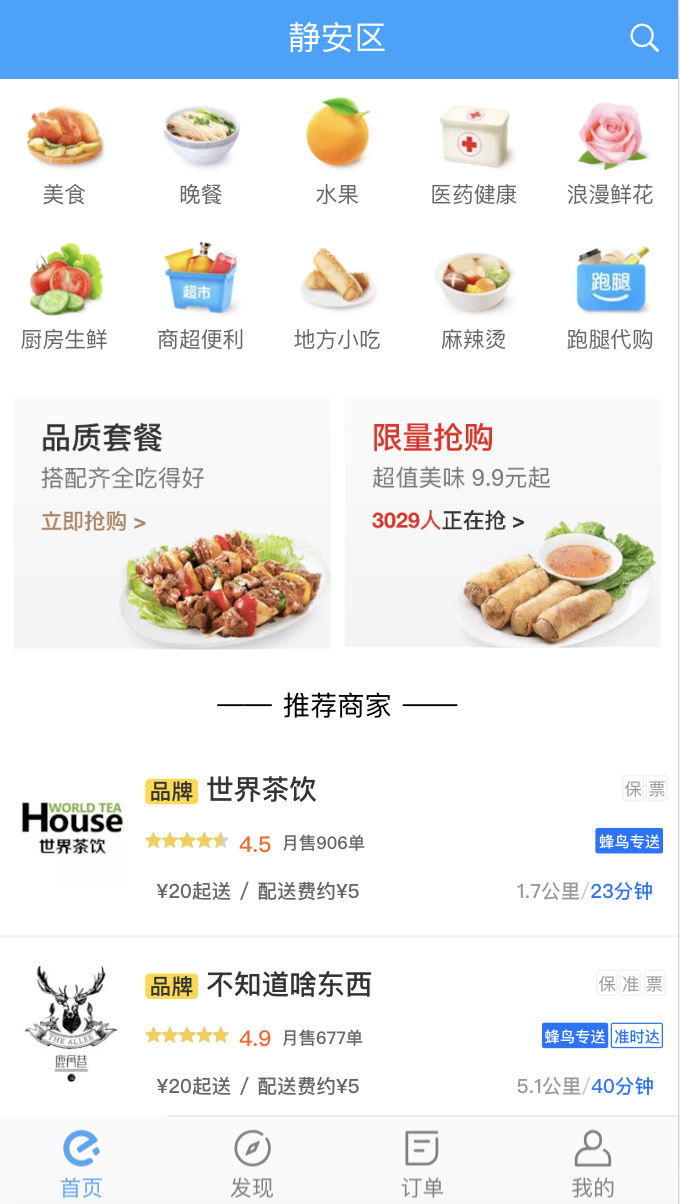 静安区
美食 晚餐 水果 医药健康 浪漫鲜花
超市 跑腿
厨房生鲜 商超便利 地方小吃 麻辣烫 跑腿代购
品质套餐
搭配齐全吃得好
立即抢购 >
限量抢购
超值美味 9.9元起
3029人正在抢 >
推荐商家
WORLD TEA
House
世界茶饮
品牌 世界茶饮 保 票
4.5 月售906单 蜂鸟专送
¥20起送 / 配送费约¥5 1.7公里/23分钟
THE ALLEE
鹿角巷
品牌 不知道啥东西 保 准 票
4.9 月售677单 蜂鸟专送 准时达
¥20起送 / 配送费约¥5 5.1公里/40分钟
首页 发现 订单 我的